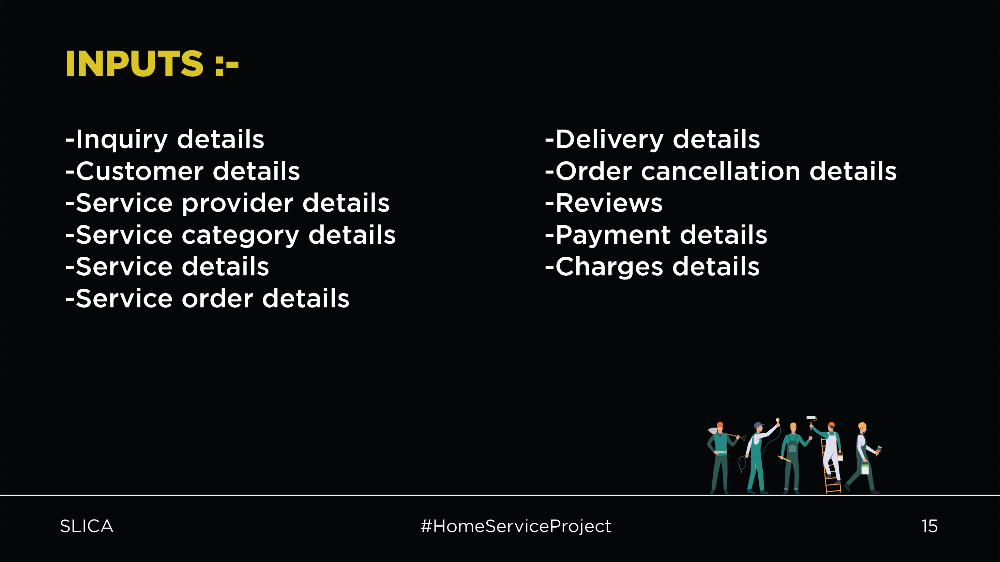 INPUTS :-
-Inquiry details
-Customer details
-Service provider details
-Service category details
-Service details
-Service order details
-Delivery details
-Order cancellation details
-Reviews
-Payment details
-Charges details
SLICA
#HomeServiceProject
15